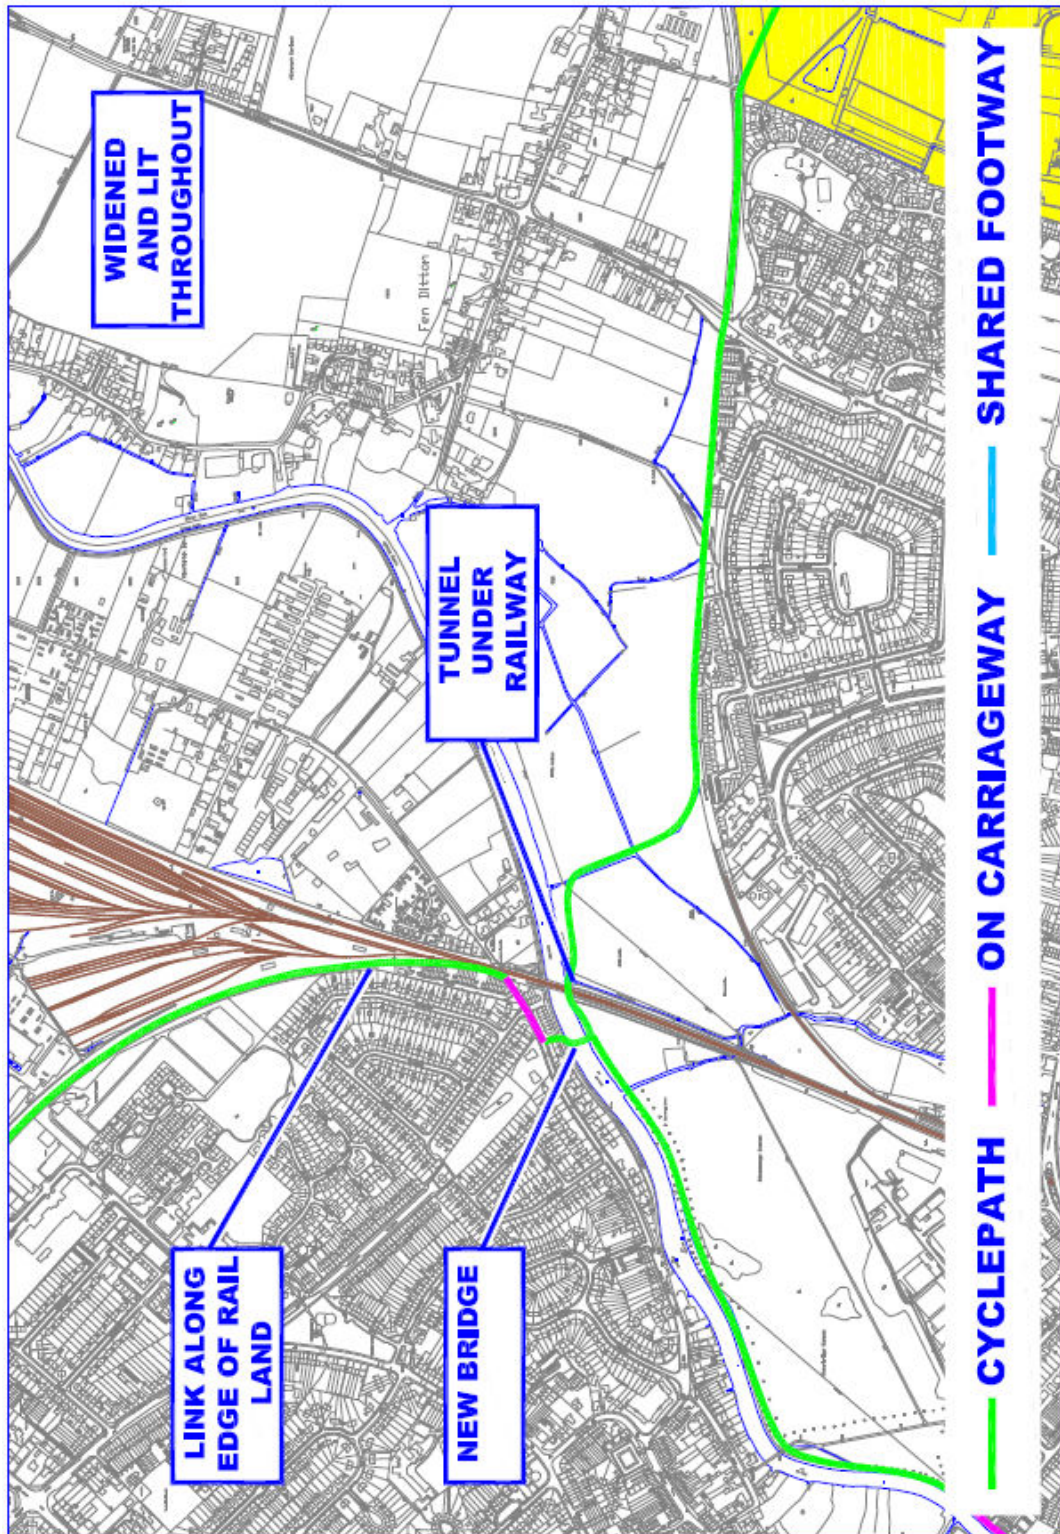 WIDENED
AND LIT
THROUGHOUT
Fen Ditton
TUNNEL
UNDER
RAILWAY
LINK ALONG
EDGE OF RAIL
LAND
NEW BRIDGE
CYCLEPATH
ON CARRIAGEWAY
SHARED FOOTWAY